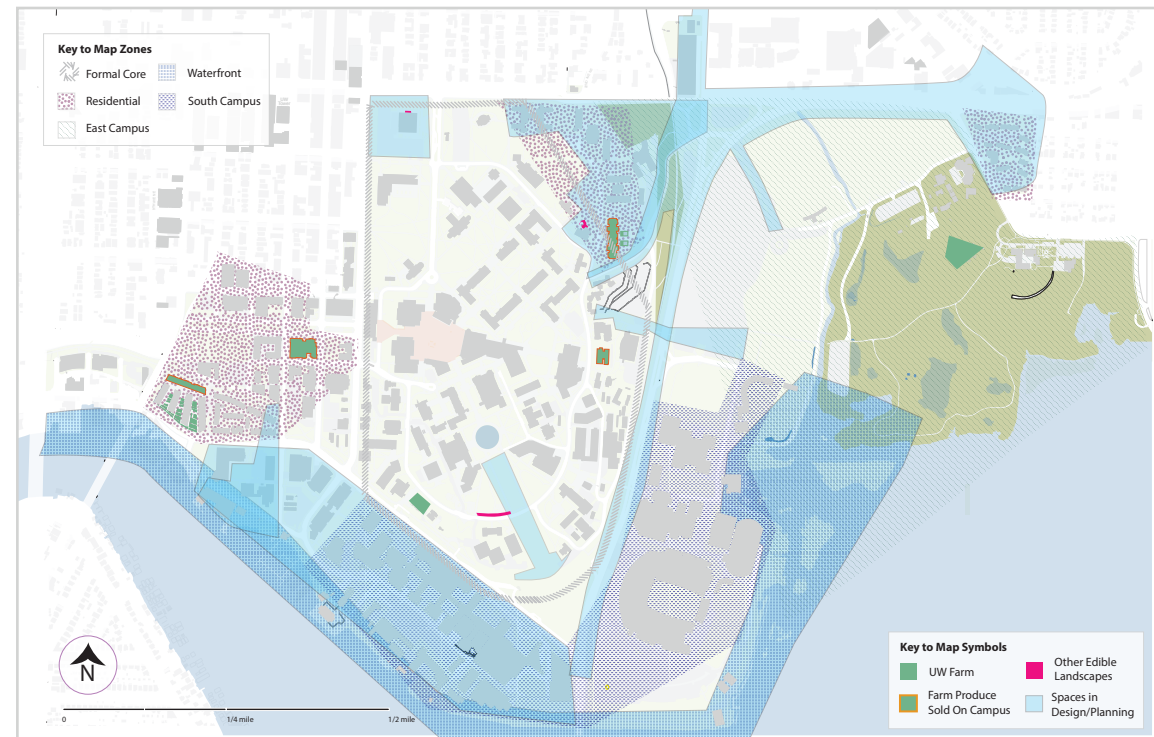 Key to Map Zones
Formal Core
Waterfront
Residential
South Campus
East Campus
N
0
1/4 mile
1/2 mile
Key to Map Symbols
UW Farm
Other Edible
Landscapes
Farm Produce
Sold On Campus
Spaces in
Design/Planning